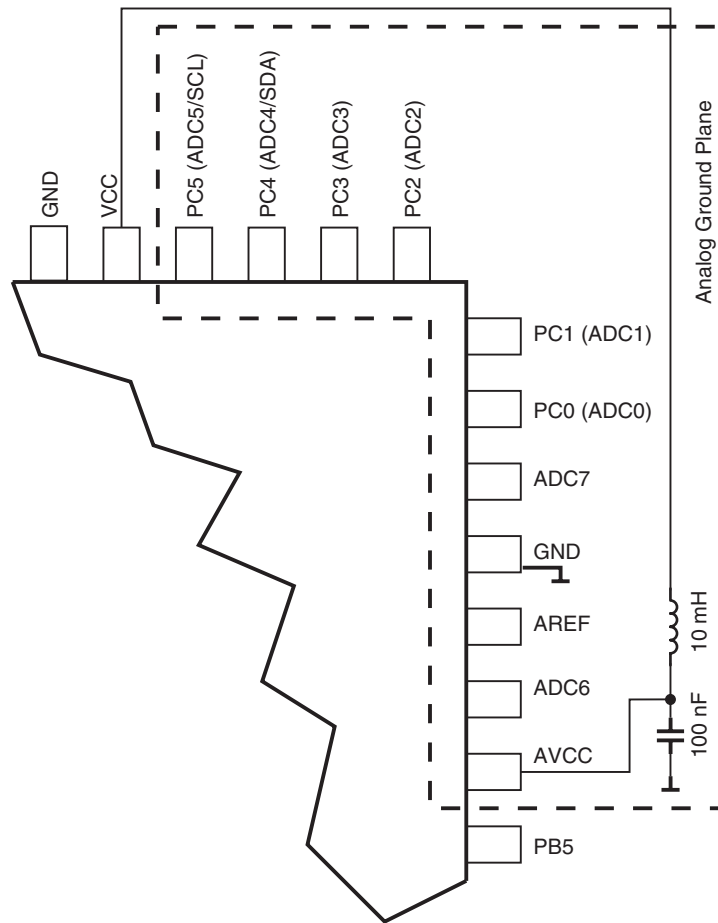 GND
VCC
PC5 (ADC5/SCL)
PC4 (ADC4/SDA)
PC3 (ADC3)
PC2 (ADC2)
Analog Ground Plane
PC1 (ADC1)
PC0 (ADC0)
ADC7
GND
AREF
ADC6
AVCC
PB5
10 mH
100 nF